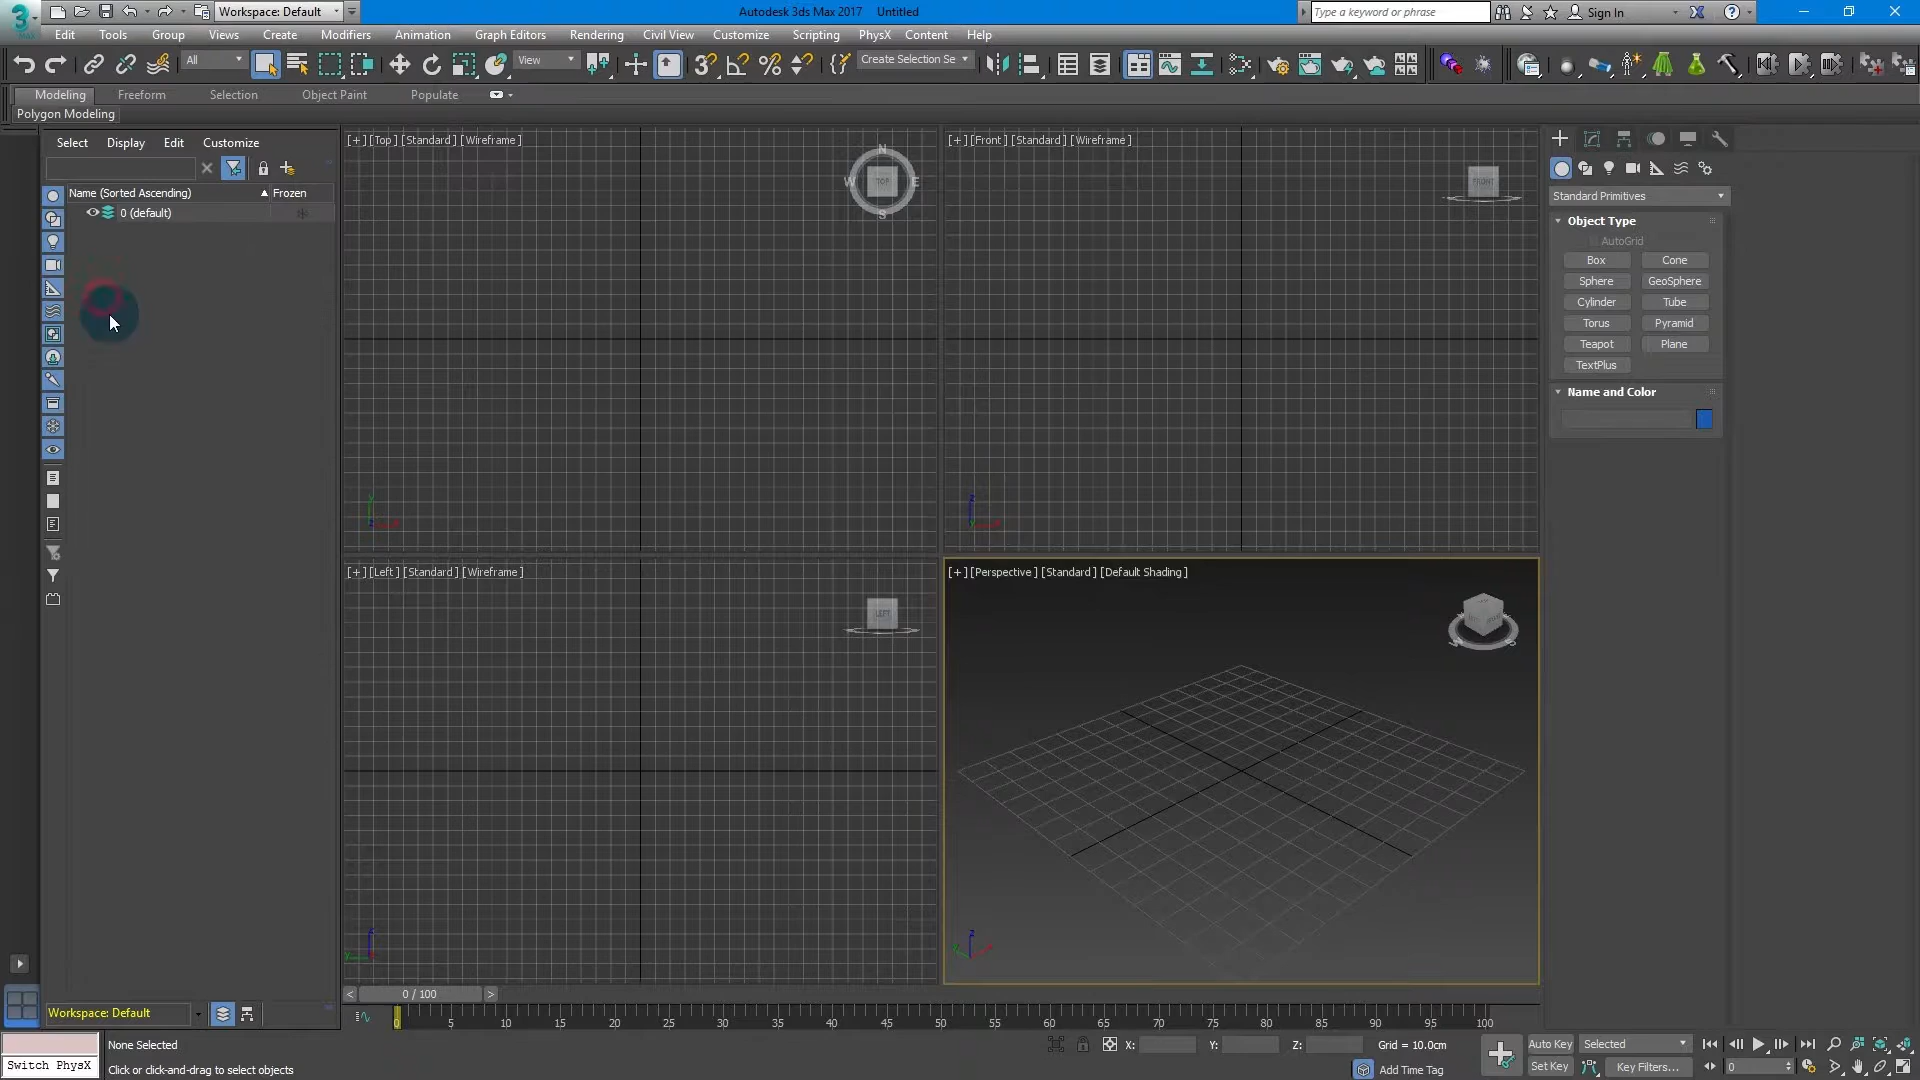 Workspace: Default
Autodesk 3ds Max 2017    Untitled
Type a keyword or phrase
Sign In
MAX
Edit Tools Group Views Create Modifiers Animation Graph Editors Rendering Civil View Customize Scripting PhysX Content Help
All
View
Create Selection Se
Modeling Freeform Selection Object Paint Populate
Polygon Modeling
Select Display Edit Customize
Name (Sorted Ascending) Frozen
0 (default)
[+] [Top] [Standard] [Wireframe]
N
W TOP E
S
[+] [Front] [Standard] [Wireframe]
FRONT
Standard Primitives
Object Type
AutoGrid
Box Cone
Sphere GeoSphere
Cylinder Tube
Torus Pyramid
Teapot Plane
TextPlus
Name and Color
y
z x
z
y x
[+] [Left] [Standard] [Wireframe]
LEFT
[+] [Perspective] [Standard] [Default Shading]
z
y x
z
y x
< 0 / 100 >
Workspace: Default
0 5 10 15 20 25 30 35 40 45 50 55 60 65 70 75 80 85 90 95 100
None Selected
X: Y: Z: Grid = 10.0cm
Auto Key Selected
Switch PhysX
Click or click-and-drag to select objects
Add Time Tag
Set Key Key Filters...
0